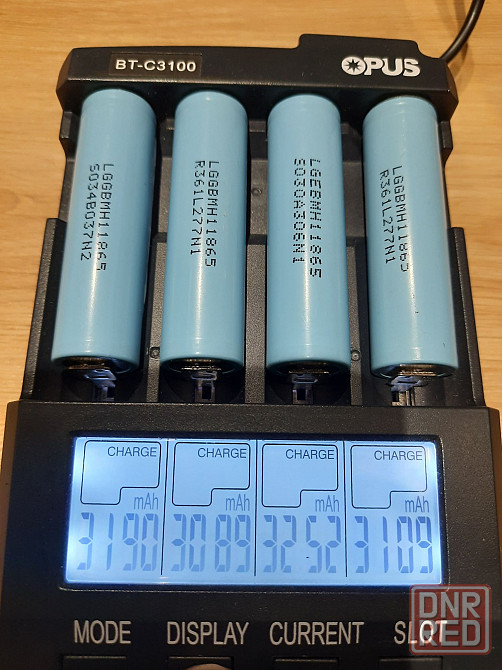 BT-C3100
OPUS
LGGBMH11865
S034B037N2
LGGBMH11865
R361L277N1
LGEBMH11865
S030A306N1
LGGBMH11865
R361L277N1
CHARGE CHARGE CHARGE CHARGE
mAh mAh mAh mAh
3190 3089 3252 3109
MODE DISPLAY CURRENT SLOT
DNR
RED